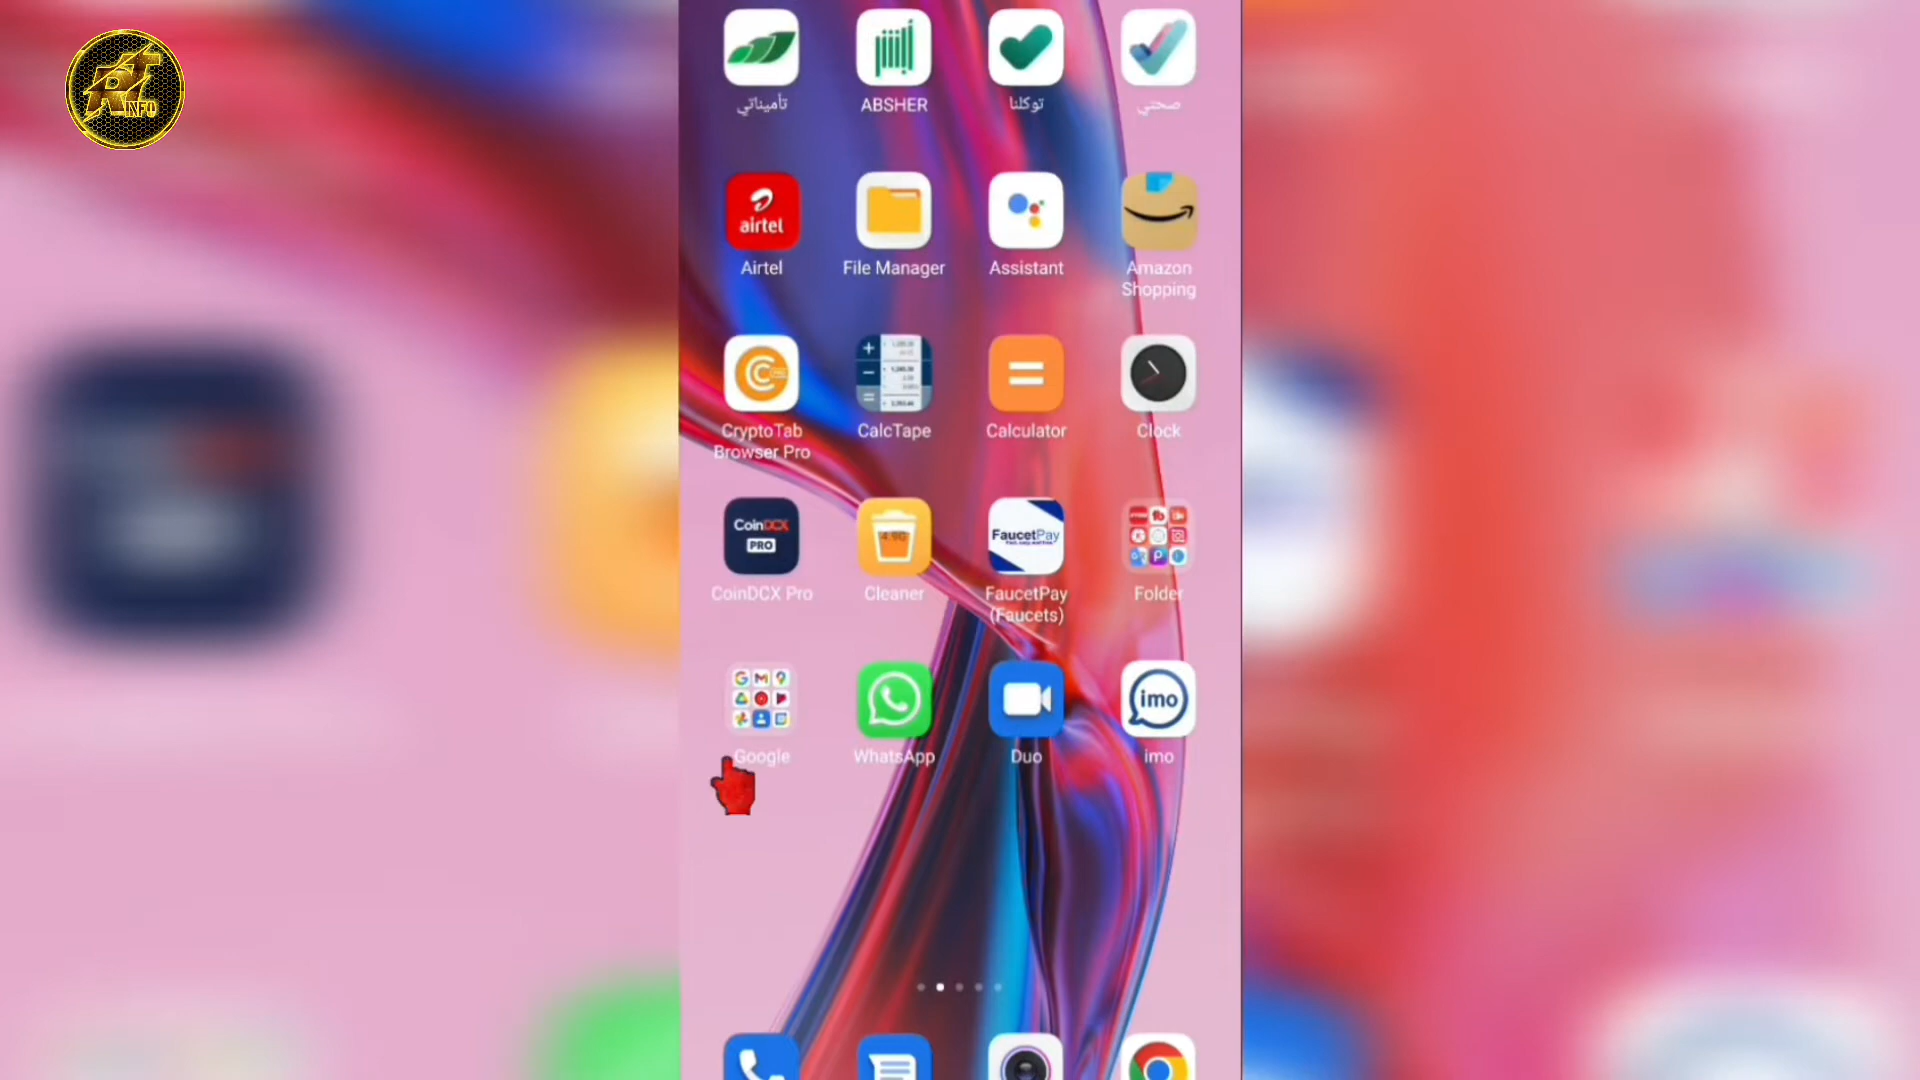 RT
INFO
تأميناتي
ABSHER
توكلنا
صحتي
airtel
Airtel
File Manager
Assistant
Amazon
Shopping
CryptoTab
Browser Pro
CalcTape
Calculator
Clock
CoinDCX
PRO
CoinDCX Pro
Cleaner
FaucetPay
FaucetPay
(Faucets)
Folder
Google
WhatsApp
Duo
imo
imo